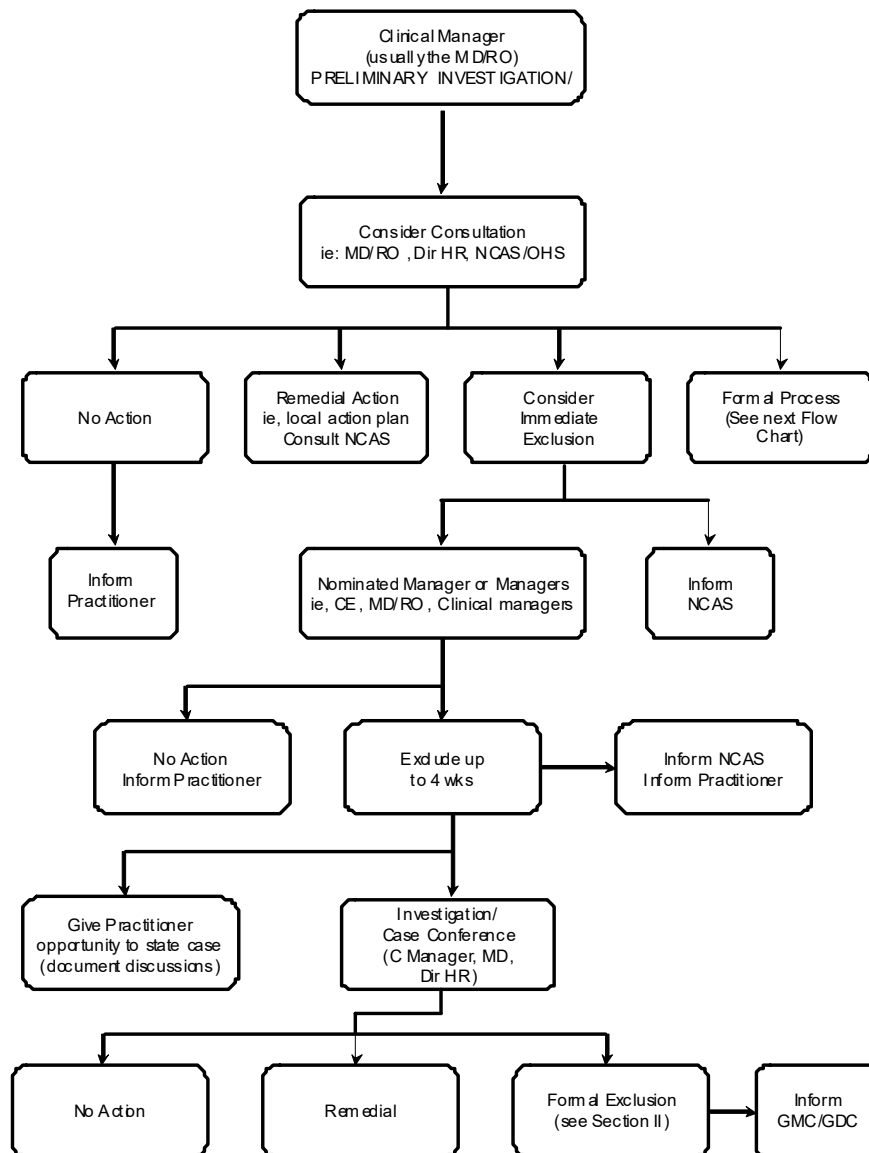 Clinical Manager
(usually the MD/RO)
PRELIMINARY INVESTIGATION/
Consider Consultation
ie: MD/RO , Dir HR, NCAS/OHS
No Action
Remedial Action
ie, local action plan
Consult NCAS
Consider
Immediate
Exclusion
Formal Process
(See next Flow
Chart)
Inform
Practitioner
Nominated Manager or Managers
ie, CE, MD/RO , Clinical managers
Inform
NCAS
No Action
Inform Practitioner
Exclude up
to 4 wks
Inform NCAS
Inform Practitioner
Give Practitioner
opportunity to state case
(document discussions)
Investigation/
Case Conference
(C Manager, MD,
Dir HR)
No Action
Remedial
Formal Exclusion
(see Section II)
Inform
GMC/GDC